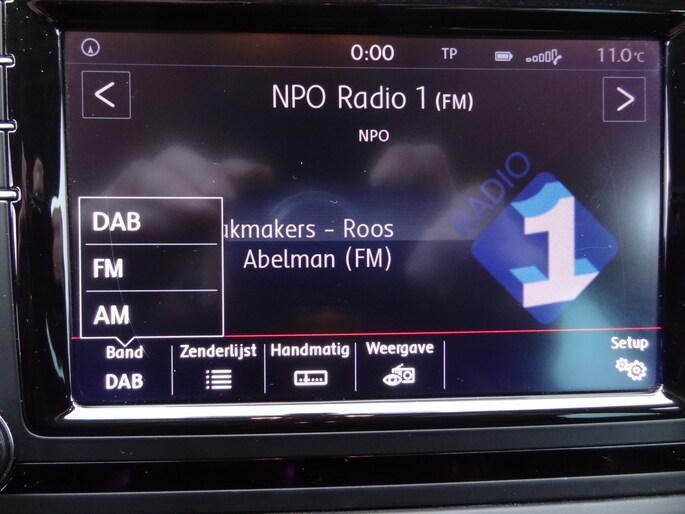 0:00 TP 11.0°C
< NPO Radio 1 (FM) >
NPO
RADIO
1
akmakers - Roos
Abelman (FM)
DAB
FM
AM
Band Zenderlijst Handmatig Weergave Setup
DAB